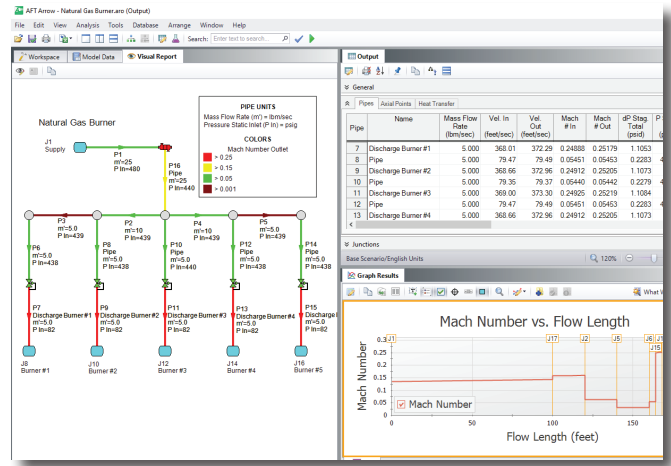 AFT Arrow - Natural Gas Burner.aro (Output)
File Edit View Analysis Tools Database Arrange Window Help
Search: Enter text to search...
Workspace Model Data Visual Report
Natural Gas Burner
PIPE UNITS
Mass Flow Rate (m') = lbm/sec
Pressure Static Inlet (P In) = psig
COLORS
Mach Number Outlet
> 0.25
> 0.15
> 0.05
> 0.001
J1
Supply
P1
m'=25
P In=480
P16
m'=25
P In=440
P3
m'=5.0
P In=439
P2
m'=10
P In=439
P4
m'=10
P In=439
P5
m'=5.0
P In=439
P6
m'=5.0
P In=438
P8
Pipe
m'=5.0
P In=438
P10
Pipe
m'=5.0
P In=440
P12
Pipe
m'=5.0
P In=438
P14
Pipe
m'=5.0
P In=438
P7
Discharge Burner #1
m'=5.0
P In=82
P9
Discharge Burner #2
m'=5.0
P In=82
P11
Discharge Burner #3
m'=5.0
P In=82
P13
Discharge Burner #4
m'=5.0
P In=82
P15
Discharge
m'=5.0
P In=82
J8
Burner #1
J10
Burner #2
J12
Burner #3
J14
Burner #4
J16
Burner #5
Output
General
Pipes Axial Points Heat Transfer
Pipe Name Mass Flow Rate (lbm/sec) Vel. In (feet/sec) Vel. Out (feet/sec) Mach # In Mach # Out dP Stag. Total (psid)
7 Discharge Burner #1 5.000 368.01 372.29 0.24888 0.25179 1.1053
8 Pipe 5.000 79.47 79.49 0.05451 0.05453 0.2283
9 Discharge Burner #2 5.000 368.66 372.96 0.24912 0.25205 1.1073
10 Pipe 5.000 79.35 79.37 0.05440 0.05442 0.2279
11 Discharge Burner #3 5.000 369.00 373.30 0.24925 0.25219 1.1084
12 Pipe 5.000 79.47 79.49 0.05451 0.05453 0.2283
13 Discharge Burner #4 5.000 368.66 372.96 0.24912 0.25205 1.1073
Junctions
Base Scenario/English Units
120%
Graph Results
What
Mach Number vs. Flow Length
Mach Number
0.3
0.25
0.2
0.15
0.1
0.05
0
J1
J17
J2
J5
J6
J15
Mach Number
0 50 100 150
Flow Length (feet)